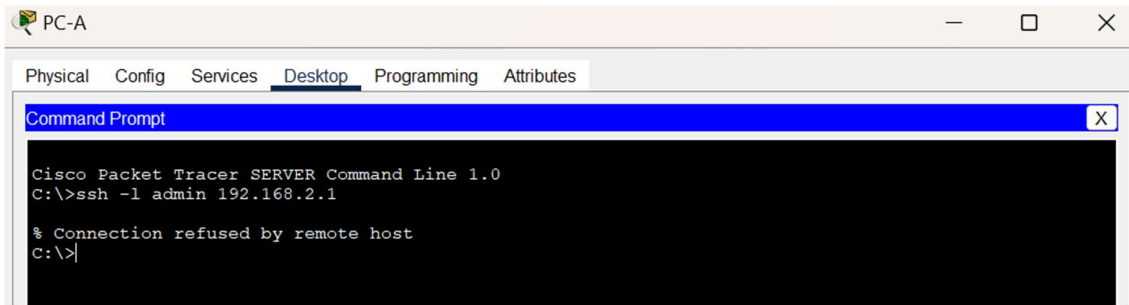 PC-A
Physical Config Services Desktop Programming Attributes
Command Prompt X
Cisco Packet Tracer SERVER Command Line 1.0
C:\>ssh -l admin 192.168.2.1
% Connection refused by remote host
C:\>